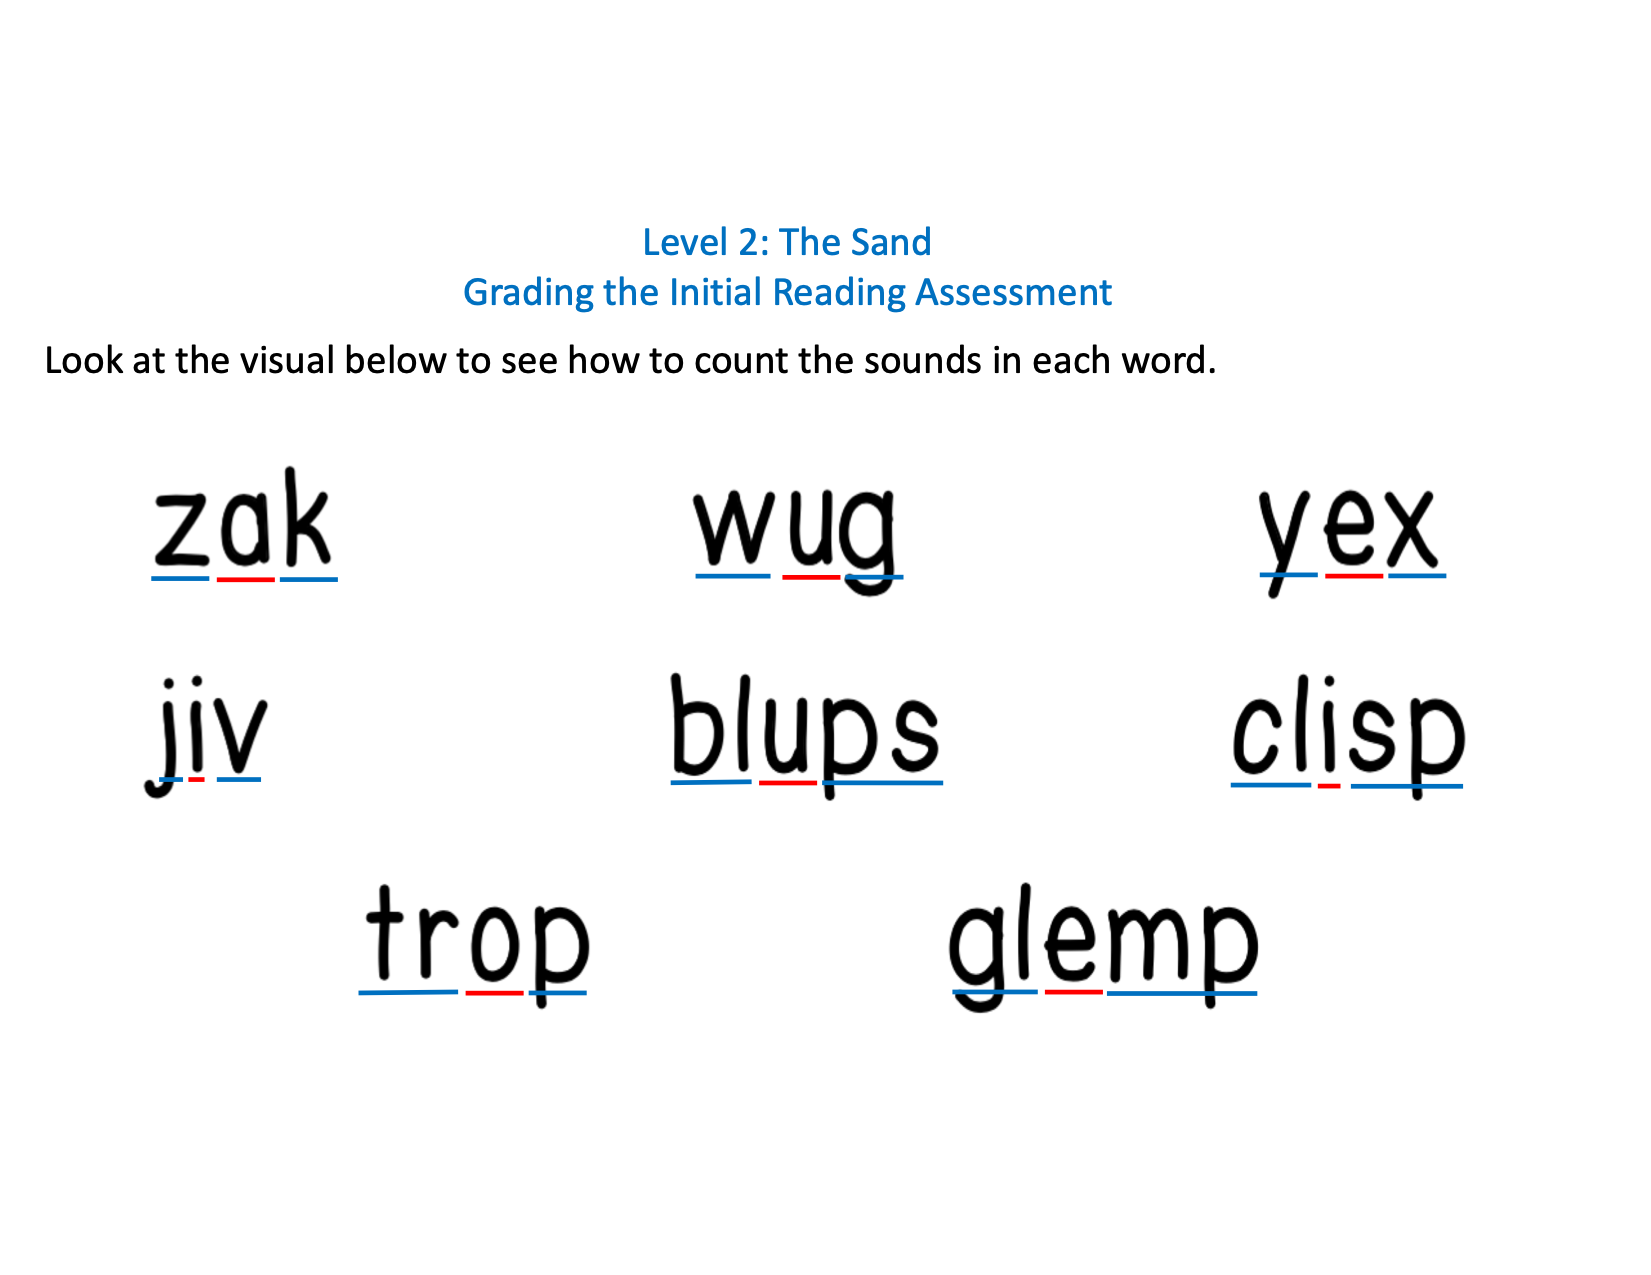 Level 2: The Sand
Grading the Initial Reading Assessment
Look at the visual below to see how to count the sounds in each word.
zak wug yex
jiv blups clisp
trop glemp